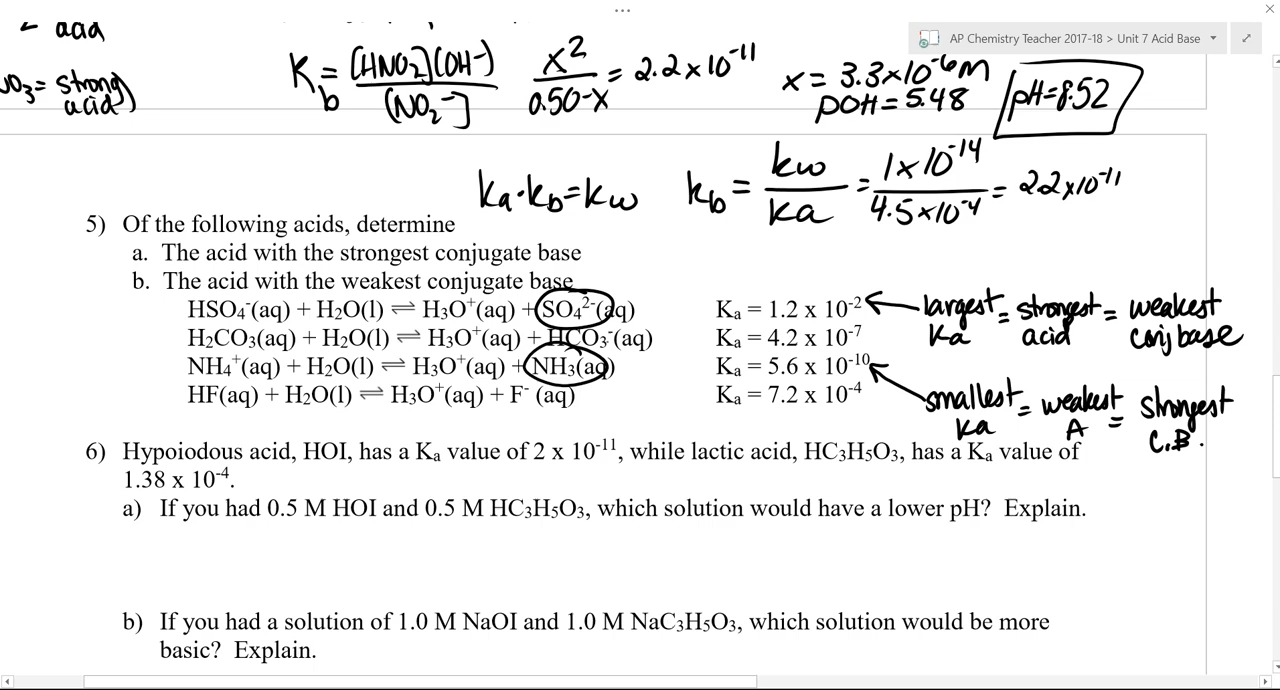 acid
AP Chemistry Teacher 2017-18 > Unit 7 Acid Base
= strong acid)
K_b = [HNO2][OH-] / [NO2-]   x² / 0.50-x = 2.2 x 10⁻¹¹   x = 3.3x10⁻⁶M
pOH = 5.48   pH=8.52
ka·kb=kw   kb = kw / ka = 1x10⁻¹⁴ / 4.5x10⁻⁴ = 2.2x10⁻¹¹
5) Of the following acids, determine
a. The acid with the strongest conjugate base
b. The acid with the weakest conjugate base
HSO₄⁻(aq) + H₂O(l) ⇌ H₃O⁺(aq) + SO₄²⁻(aq)   Ka = 1.2 x 10⁻²   largest Ka = strongest acid = weakest conj base
H₂CO₃(aq) + H₂O(l) ⇌ H₃O⁺(aq) + HCO₃⁻(aq)   Ka = 4.2 x 10⁻⁷
NH₄⁺(aq) + H₂O(l) ⇌ H₃O⁺(aq) + NH₃(aq)   Ka = 5.6 x 10⁻¹⁰
HF(aq) + H₂O(l) ⇌ H₃O⁺(aq) + F⁻ (aq)   Ka = 7.2 x 10⁻⁴   smallest Ka = weakest A = strongest C.B.
6) Hypoiodous acid, HOI, has a Ka value of 2 x 10⁻¹¹, while lactic acid, HC₃H₅O₃, has a Ka value of
1.38 x 10⁻⁴.
a) If you had 0.5 M HOI and 0.5 M HC₃H₅O₃, which solution would have a lower pH? Explain.
b) If you had a solution of 1.0 M NaOI and 1.0 M NaC₃H₅O₃, which solution would be more
basic? Explain.